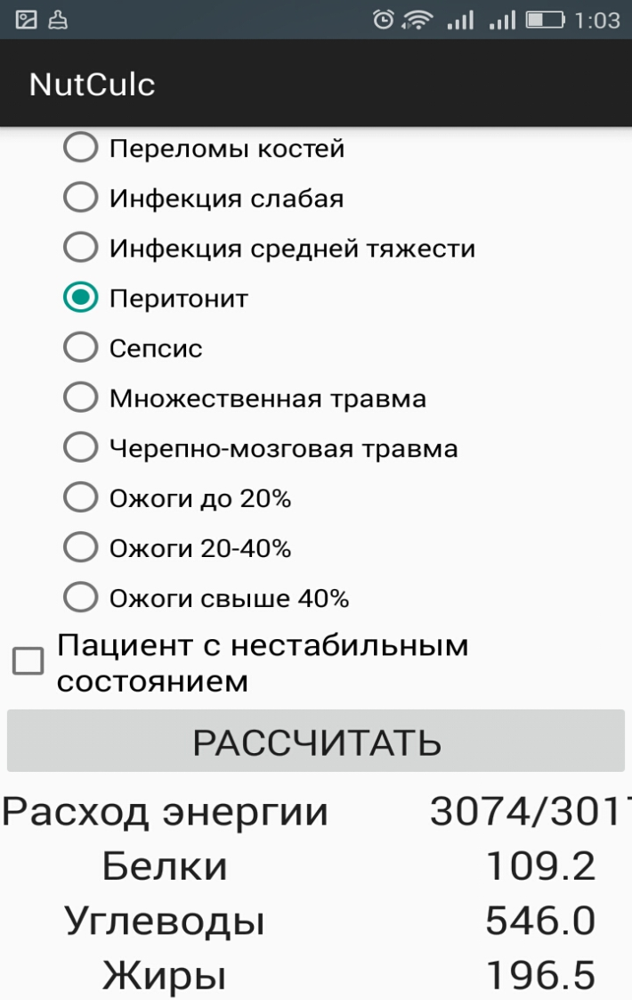 1:03
NutCulc
Переломы костей
Инфекция слабая
Инфекция средней тяжести
Перитонит
Сепсис
Множественная травма
Черепно-мозговая травма
Ожоги до 20%
Ожоги 20-40%
Ожоги свыше 40%
Пациент с нестабильным
состоянием
РАССЧИТАТЬ
Расход энергии 3074/301
Белки 109.2
Углеводы 546.0
Жиры 196.5